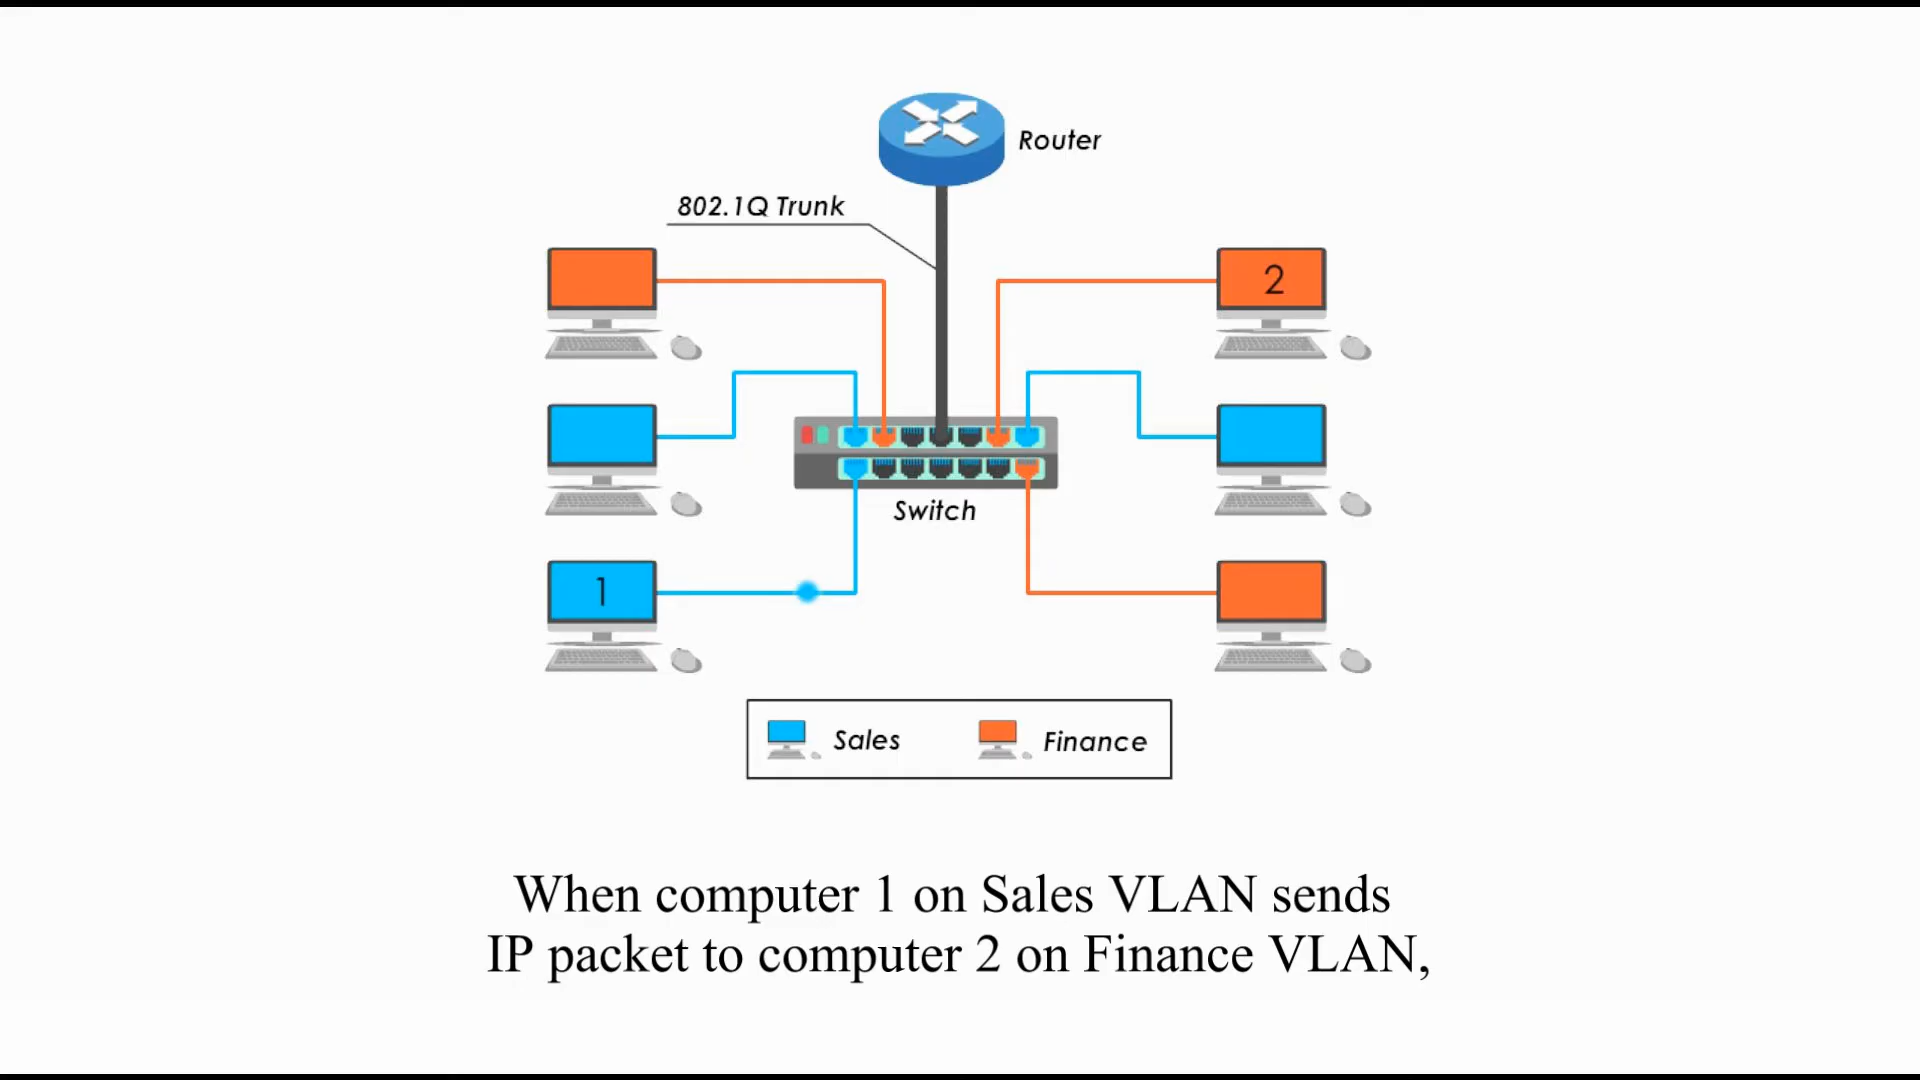 Router
802.1Q Trunk
2
Switch
1
Sales
Finance
When computer 1 on Sales VLAN sends
IP packet to computer 2 on Finance VLAN,